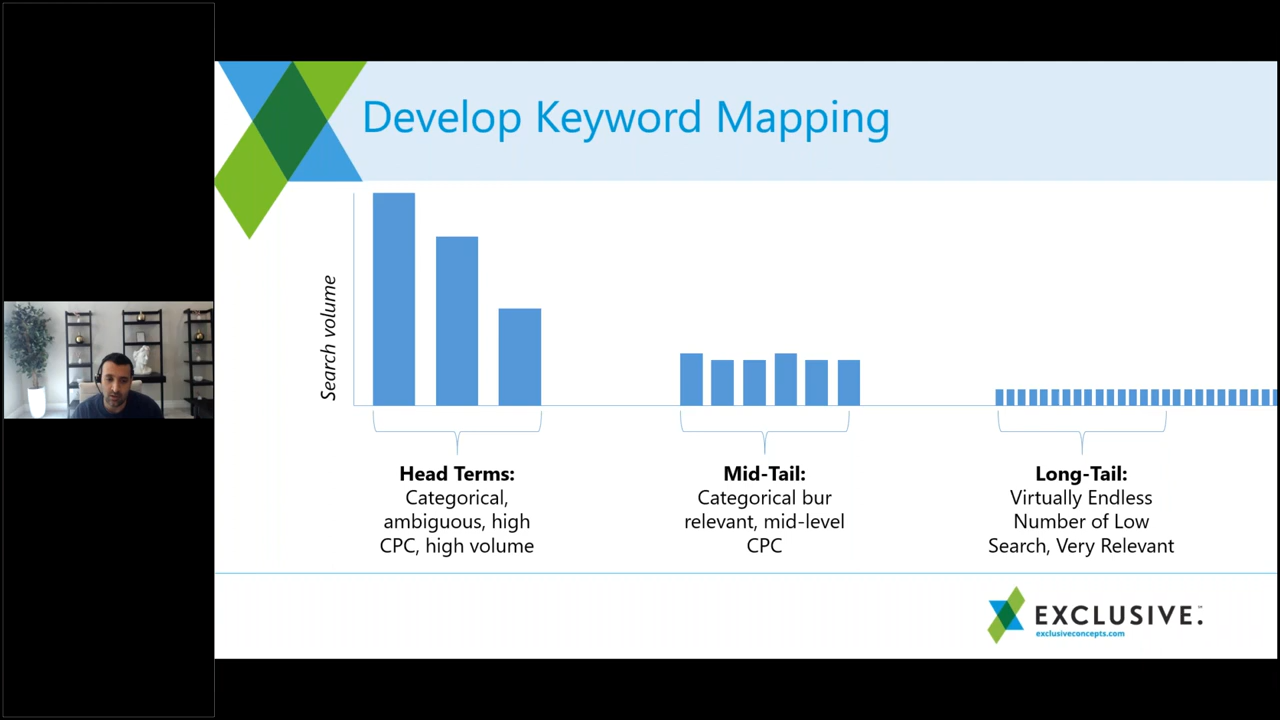 Develop Keyword Mapping
Search volume
Head Terms:
Categorical,
ambiguous, high
CPC, high volume
Mid-Tail:
Categorical bur
relevant, mid-level
CPC
Long-Tail:
Virtually Endless
Number of Low
Search, Very Relevant
EXCLUSIVE.
exclusiveconcepts.com